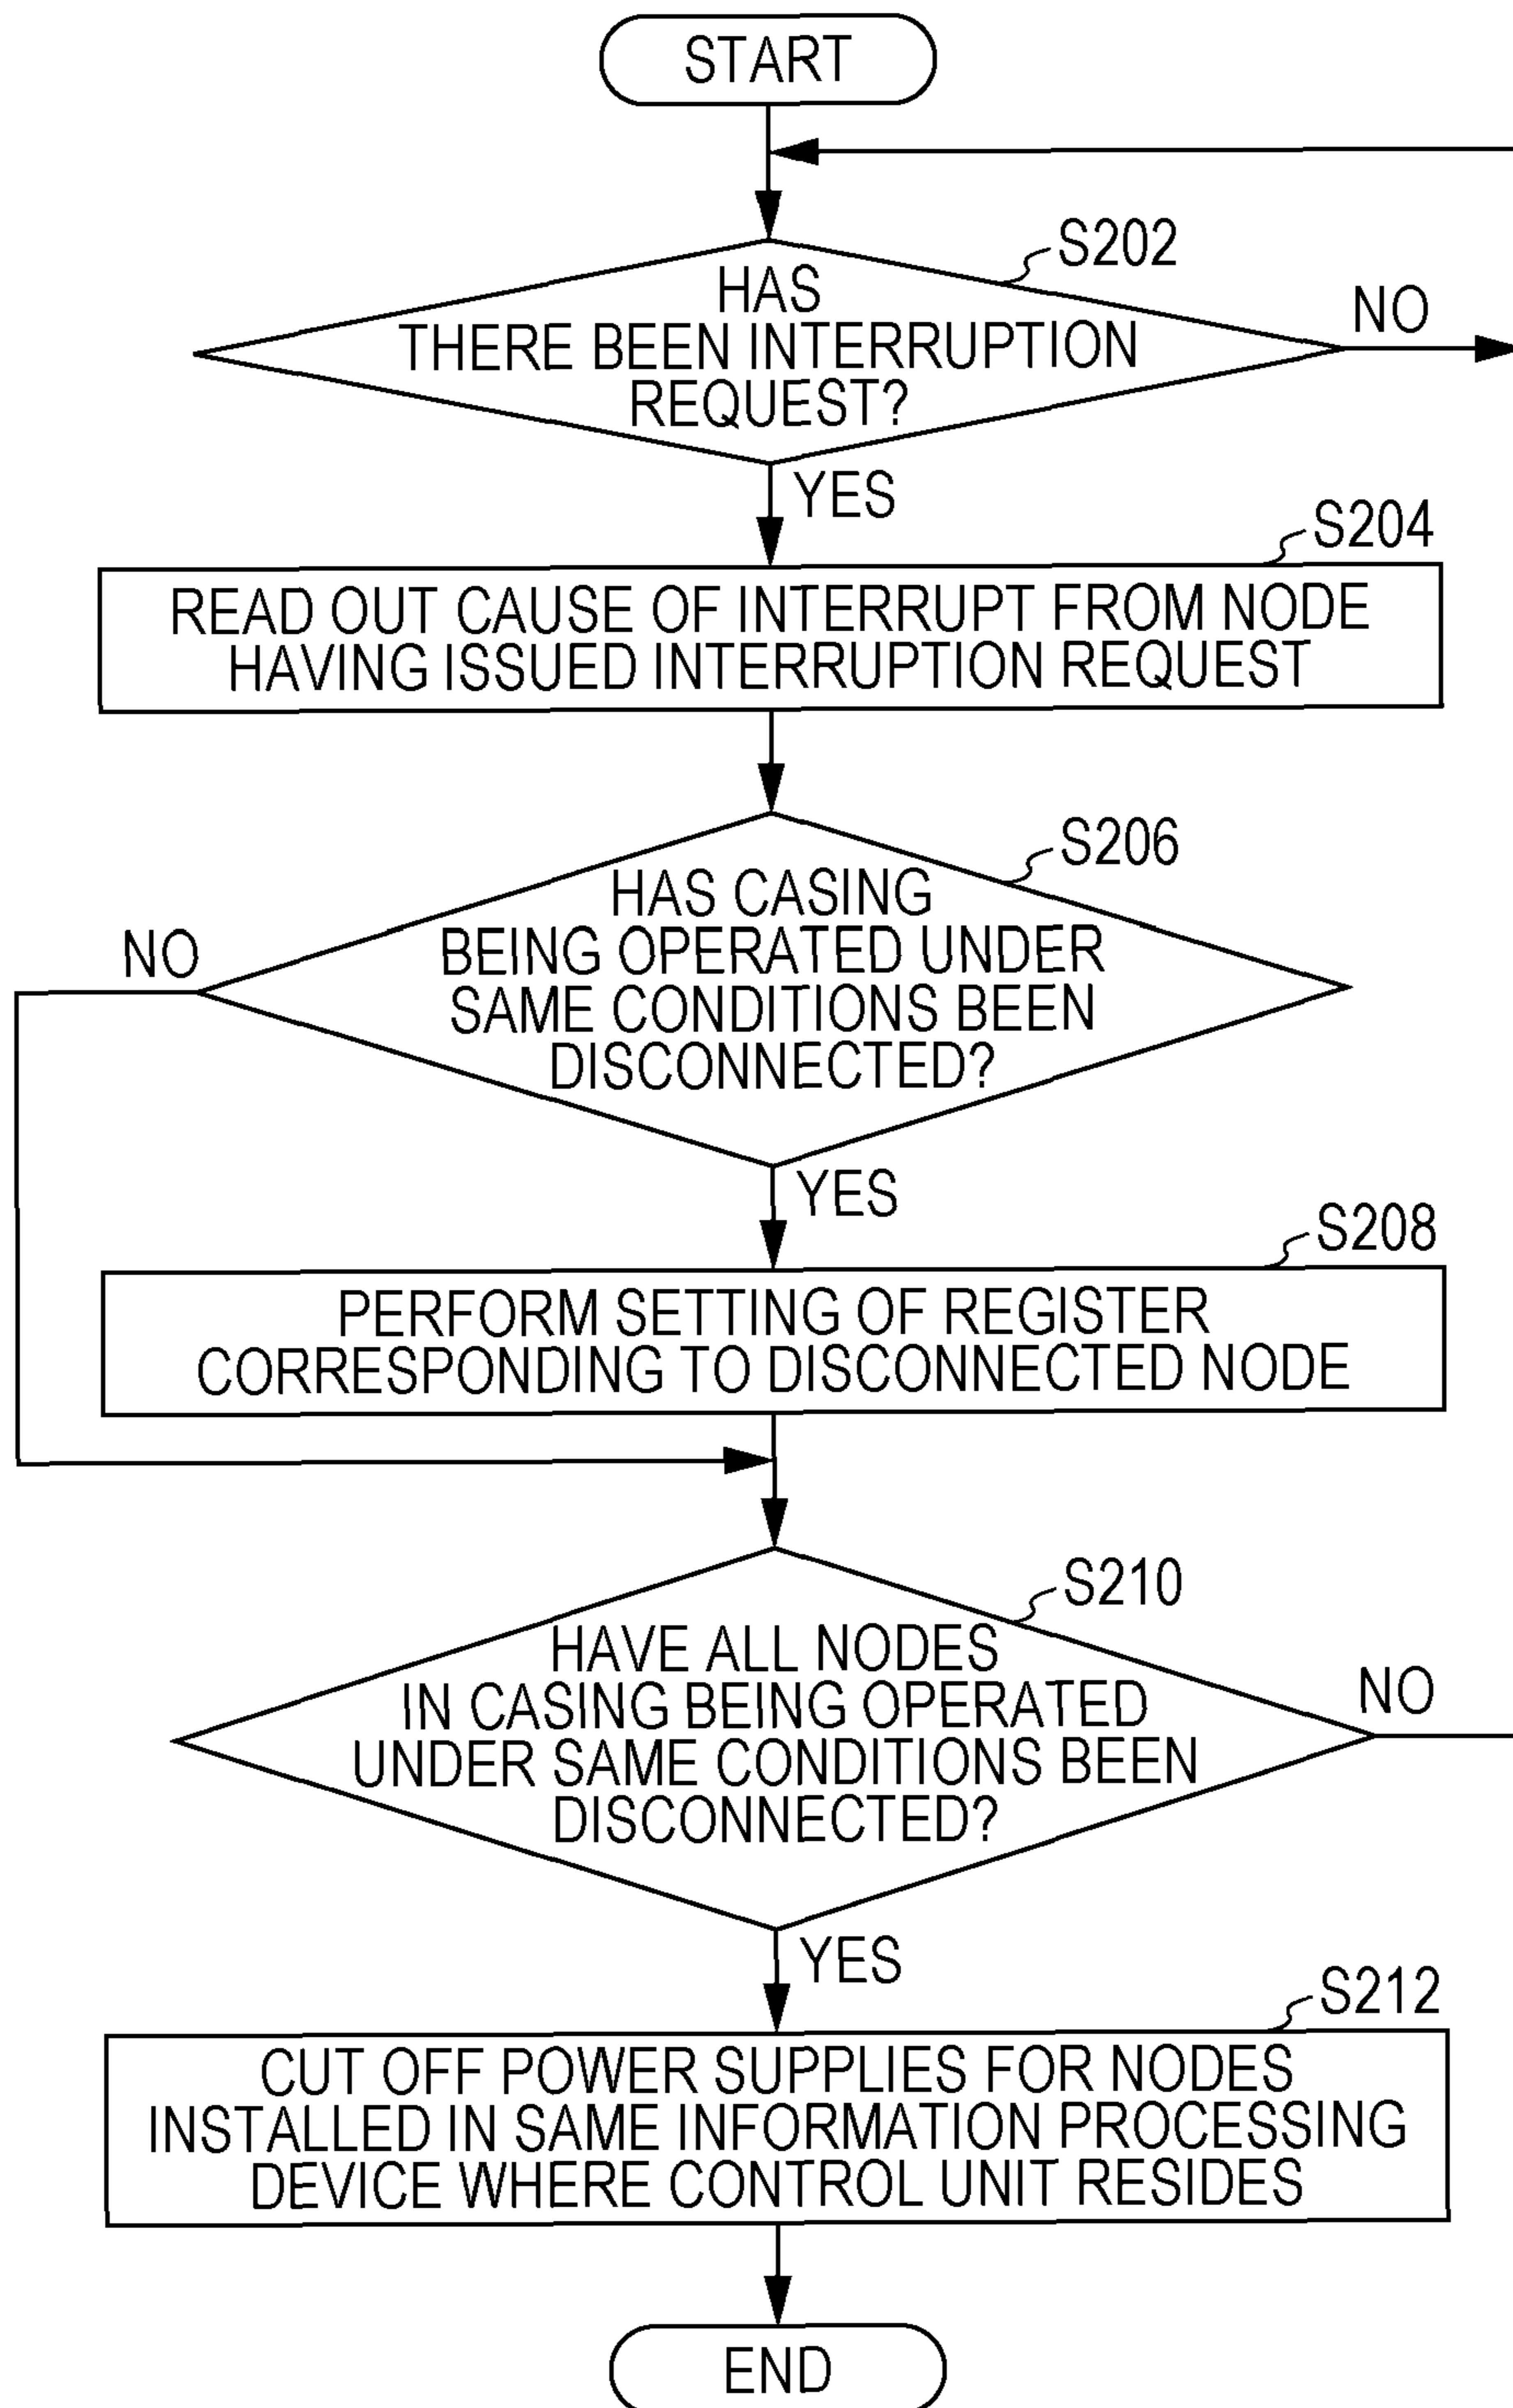 START
S202
HAS
THERE BEEN INTERRUPTION
REQUEST?
NO
YES
S204
READ OUT CAUSE OF INTERRUPT FROM NODE
HAVING ISSUED INTERRUPTION REQUEST
S206
HAS CASING
BEING OPERATED UNDER
SAME CONDITIONS BEEN
DISCONNECTED?
NO
YES
S208
PERFORM SETTING OF REGISTER
CORRESPONDING TO DISCONNECTED NODE
S210
HAVE ALL NODES
IN CASING BEING OPERATED
UNDER SAME CONDITIONS BEEN
DISCONNECTED?
NO
YES
S212
CUT OFF POWER SUPPLIES FOR NODES
INSTALLED IN SAME INFORMATION PROCESSING
DEVICE WHERE CONTROL UNIT RESIDES
END